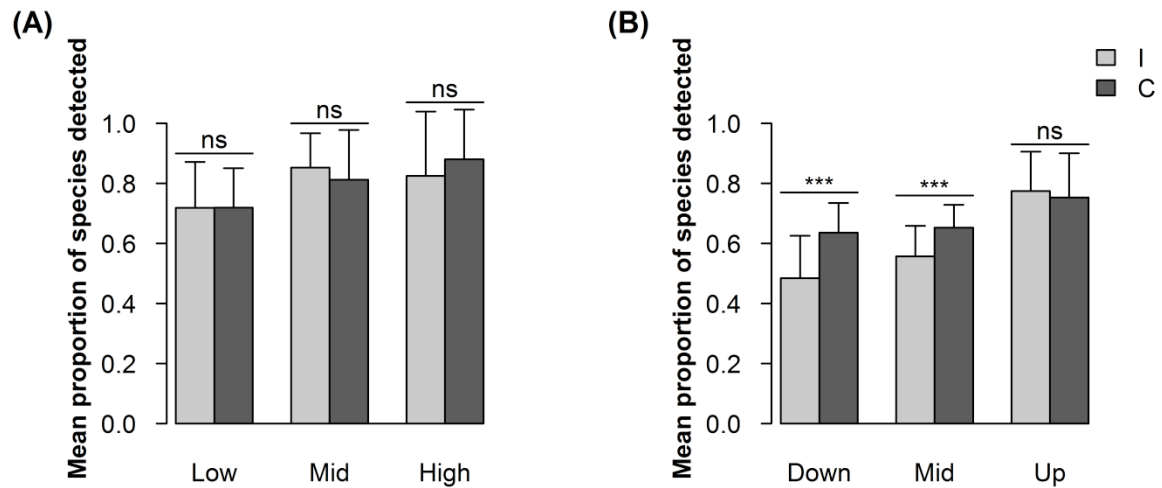 (A)
Mean proportion of species detected
1.0
0.8
0.6
0.4
0.2
0.0
ns
ns
ns
Low Mid High
(B)
Mean proportion of species detected
1.0
0.8
0.6
0.4
0.2
0.0
***
***
ns
Down Mid Up
I
C